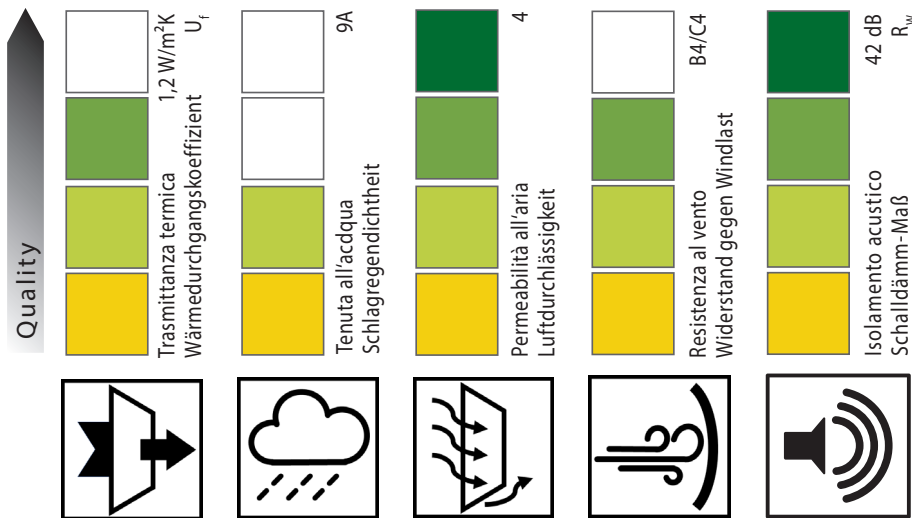 Quality
Trasmittanza termica 1,2 W/m²K
Wärmedurchgangskoeffizient U_f
Tenuta all'acdqua 9A
Schlagregendichtheit
Permeabilità all'aria 4
Luftdurchlässigkeit
Resistenza al vento B4/C4
Widerstand gegen Windlast
Isolamento acustico 42 dB
Schalldämm-Maß R_w